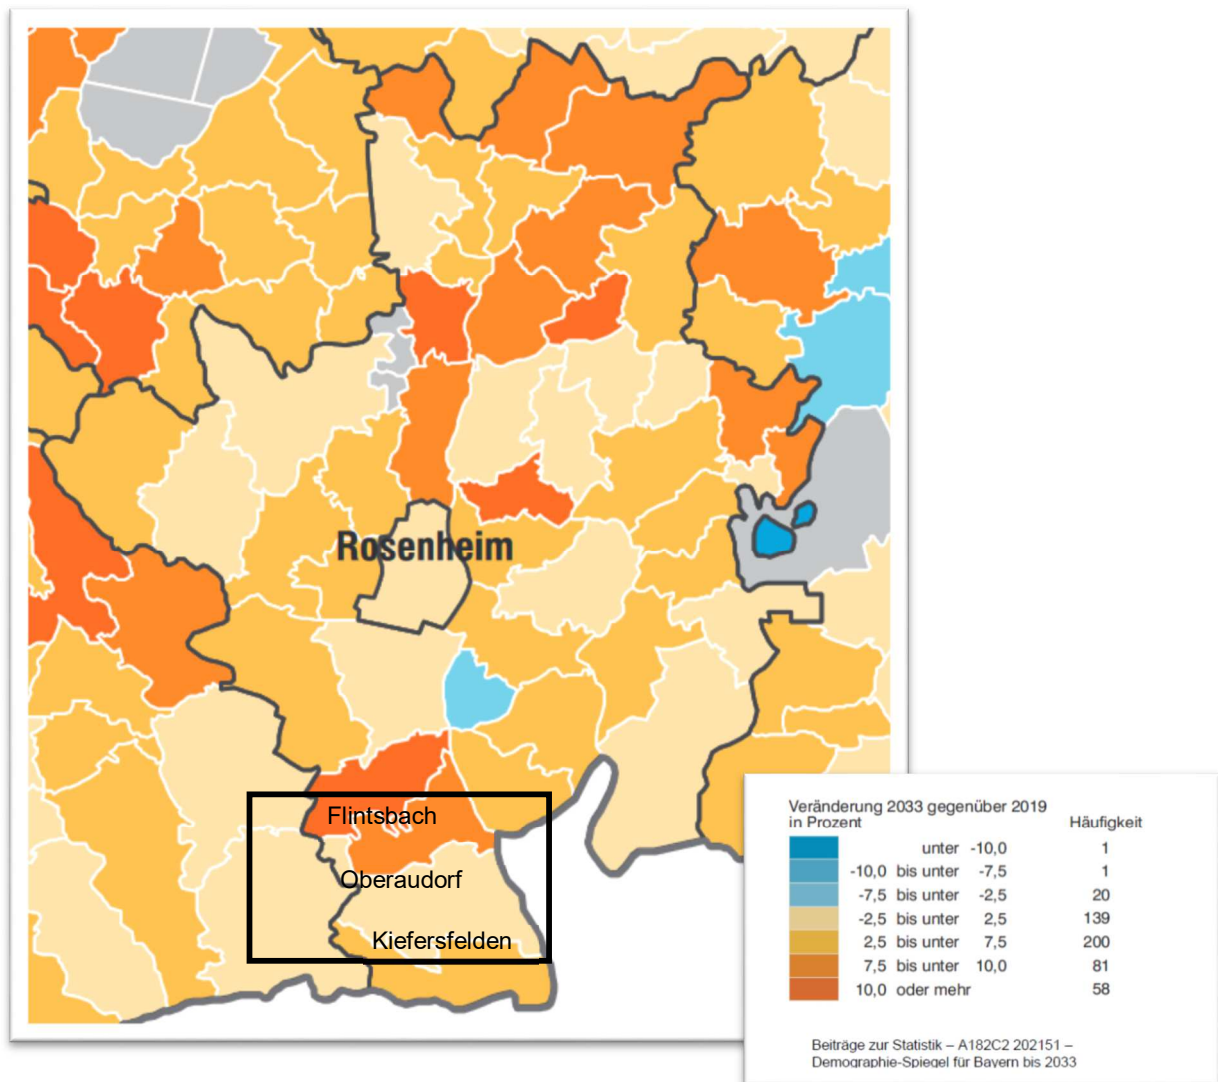 Rosenheim
Flintsbach
Oberaudorf
Kiefersfelden
Veränderung 2033 gegenüber 2019
in Prozent Häufigkeit
unter -10,0 1
-10,0 bis unter -7,5 1
-7,5 bis unter -2,5 20
-2,5 bis unter 2,5 139
2,5 bis unter 7,5 200
7,5 bis unter 10,0 81
10,0 oder mehr 58
Beiträge zur Statistik – A182C2 202151 –
Demographie-Spiegel für Bayern bis 2033